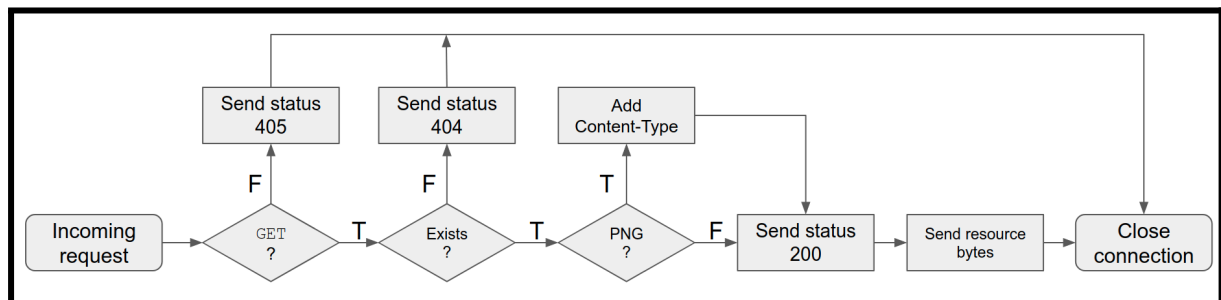 Send status
405
Send status
404
Add
Content-Type
F
F
T
Incoming
request
GET
?
T
Exists
?
T
PNG
?
F
Send status
200
Send resource
bytes
Close
connection